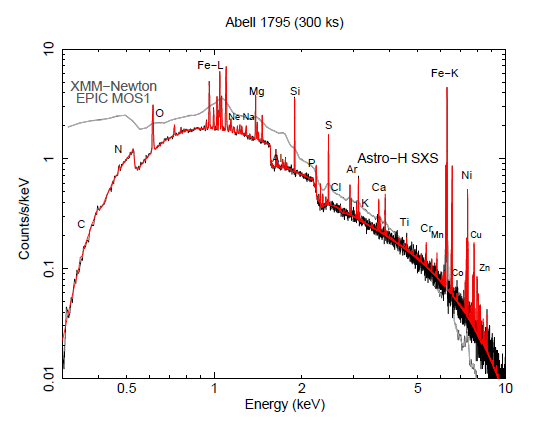 Abell 1795 (300 ks)
10
XMM−Newton
EPIC MOS1
Fe−L
Fe−K
O
Mg
Si
Ne
Na
S
N
Al
P
Astro−H SXS
1
Cl
Ar
K
Ca
Ni
C
Ti
Cr
Mn
Cu
Co
Zn
0.1
0.01
Counts/s/keV
0.5
1
2
5
10
Energy (keV)